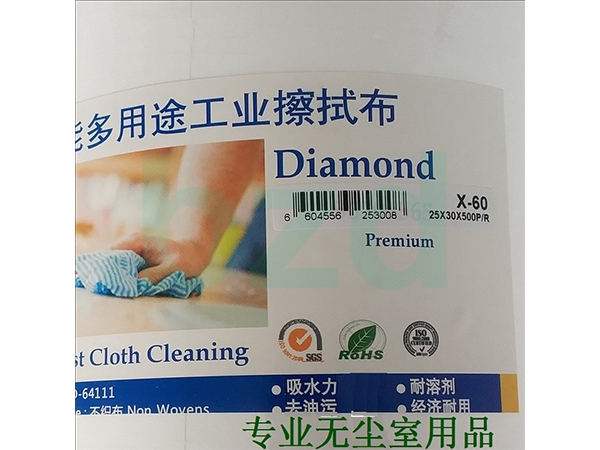 能多用途工业擦拭布
Diamond
6 604556 253008
X-60
25X30X500P/R
Premium
st Cloth Cleaning
SGS
RoHS
ISO
D-64111
e : 不织布 Non Wovens
• 吸水力
• 耐溶剂
• 去油污
• 经济耐用
专业无尘室用品